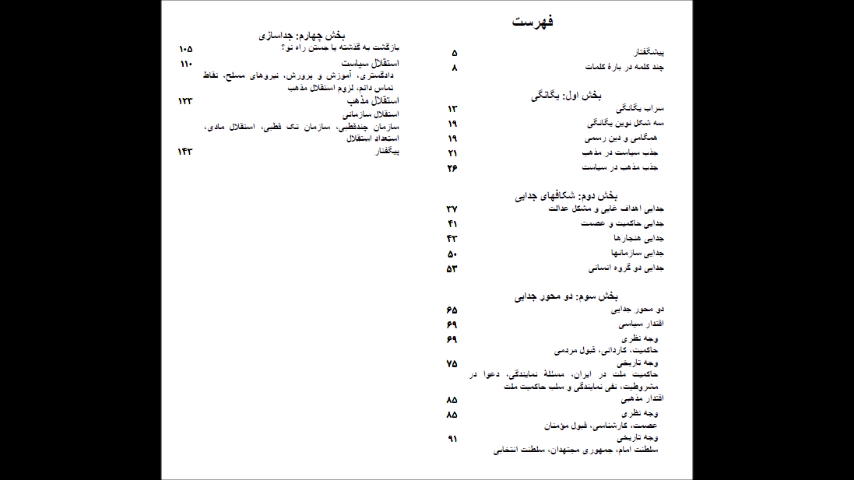 فهرست
پیشگفتار ۵
چند کلمه در بارهٔ کلمات ۸
بخش اول: یگانگی
سراب یگانگی ۱۳
سه شکل نوین یگانگی ۱۹
همگامی و دین رسمی ۱۹
جذب سیاست در مذهب ۲۱
جذب مذهب در سیاست ۲۶
بخش دوم: شکافهای جدایی
جدایی اهداف غایی و مشکل عدالت ۳۷
جدایی حاکمیت و عصمت ۴۱
جدایی هنجارها ۴۳
جدایی سازمانها ۵۰
جدایی دو گروه انسانی ۵۳
بخش سوم: دو محور جدایی
دو محور جدایی ۶۵
اقتدار سیاسی ۶۹
وجه نظری ۶۹
حاکمیت، کاردانی، قبول مردمی
وجه تاریخی ۷۵
حاکمیت ملت در ایران، مسئلهٔ نمایندگی، دعوا در
مشروطیت، نفی نمایندگی و سلب حاکمیت ملت
اقتدار مذهبی ۸۵
وجه نظری ۸۵
عصمت، کارشناسی، قبول مؤمنان
وجه تاریخی ۹۱
سلطنت امام، جمهوری مجتهدان، سلطنت انتخابی
بخش چهارم: جداسازی
بازگشت به گذشته یا جستن راه نو؟ ۱۰۵
استقلال سیاست ۱۱۰
دادگستری، آموزش و پرورش، نیروهای مسلح، نقاط
تماس دائم، لزوم استقلال مذهب
استقلال مذهب ۱۲۳
استقلال سازمانی
سازمان چندقطبی، سازمان تک قطبی، استقلال مادی،
استعداد استقلال
پیگفتار ۱۴۳